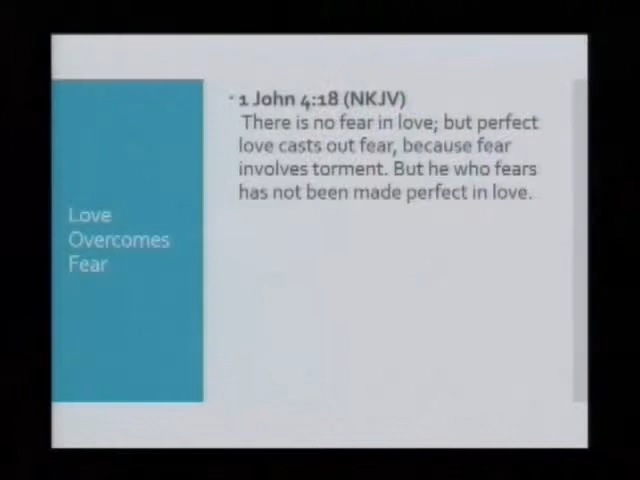 Love
Overcomes
Fear
· 1 John 4:18 (NKJV)
There is no fear in love; but perfect
love casts out fear, because fear
involves torment. But he who fears
has not been made perfect in love.